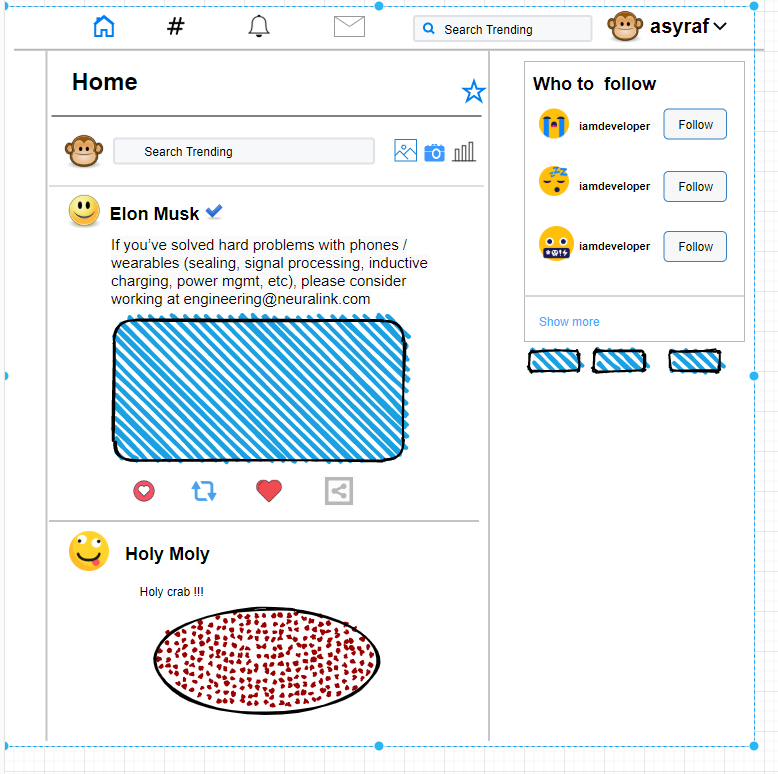 #
Search Trending
asyraf
Home
Search Trending
Elon Musk
If you’ve solved hard problems with phones /
wearables (sealing, signal processing, inductive
charging, power mgmt, etc), please consider
working at engineering@neuralink.com
Holy Moly
Holy crab !!!
Who to  follow
iamdeveloper Follow
iamdeveloper Follow
iamdeveloper Follow
Show more